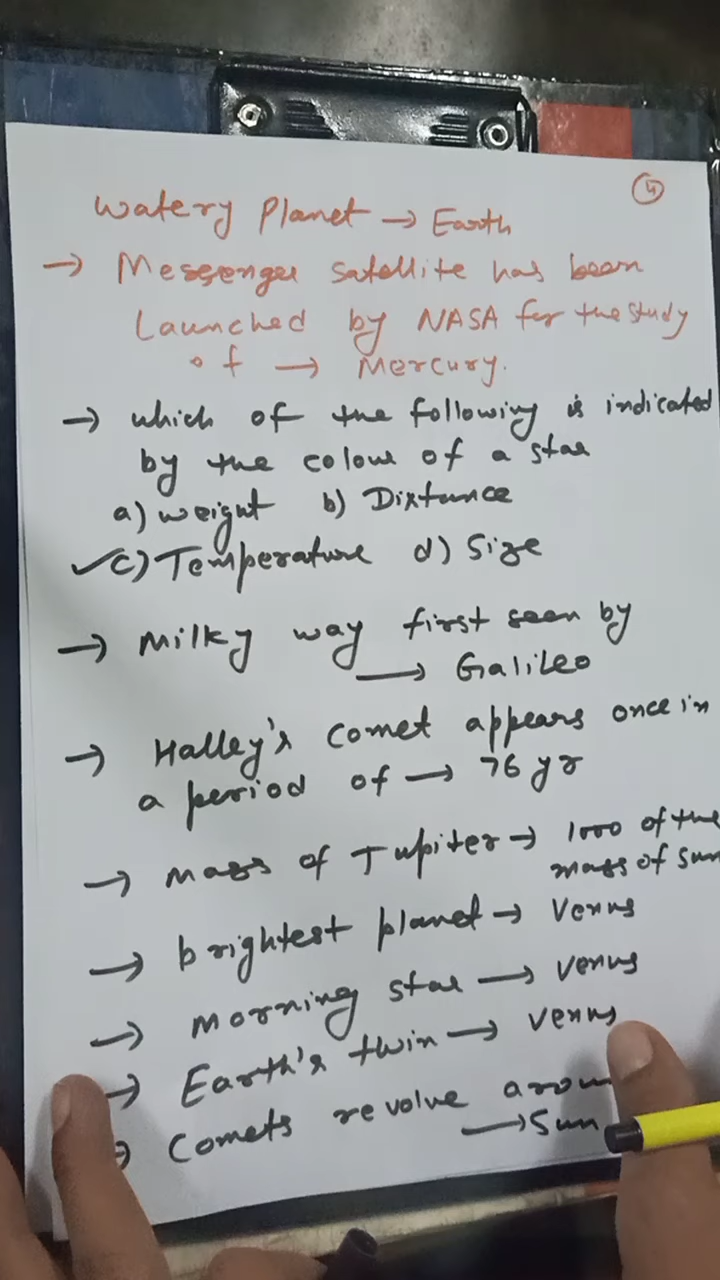 4
Watery Planet → Earth
→ Messenger satellite has been
Launched by NASA for the study
of → Mercury.
→ which of the following is indicated
by the colour of a star
a) weight b) Distance
✓c) Temperature d) Size
→ Milky way first seen by
→ Galileo
→ Halley's comet appears once in
a period of → 76 yr
→ mass of Jupiter → 1000 of the
mass of sun
→ brightest planet → Venus
→ morning star → venus
→ Earth's twin → venus
→ Comets revolve
→ Sun